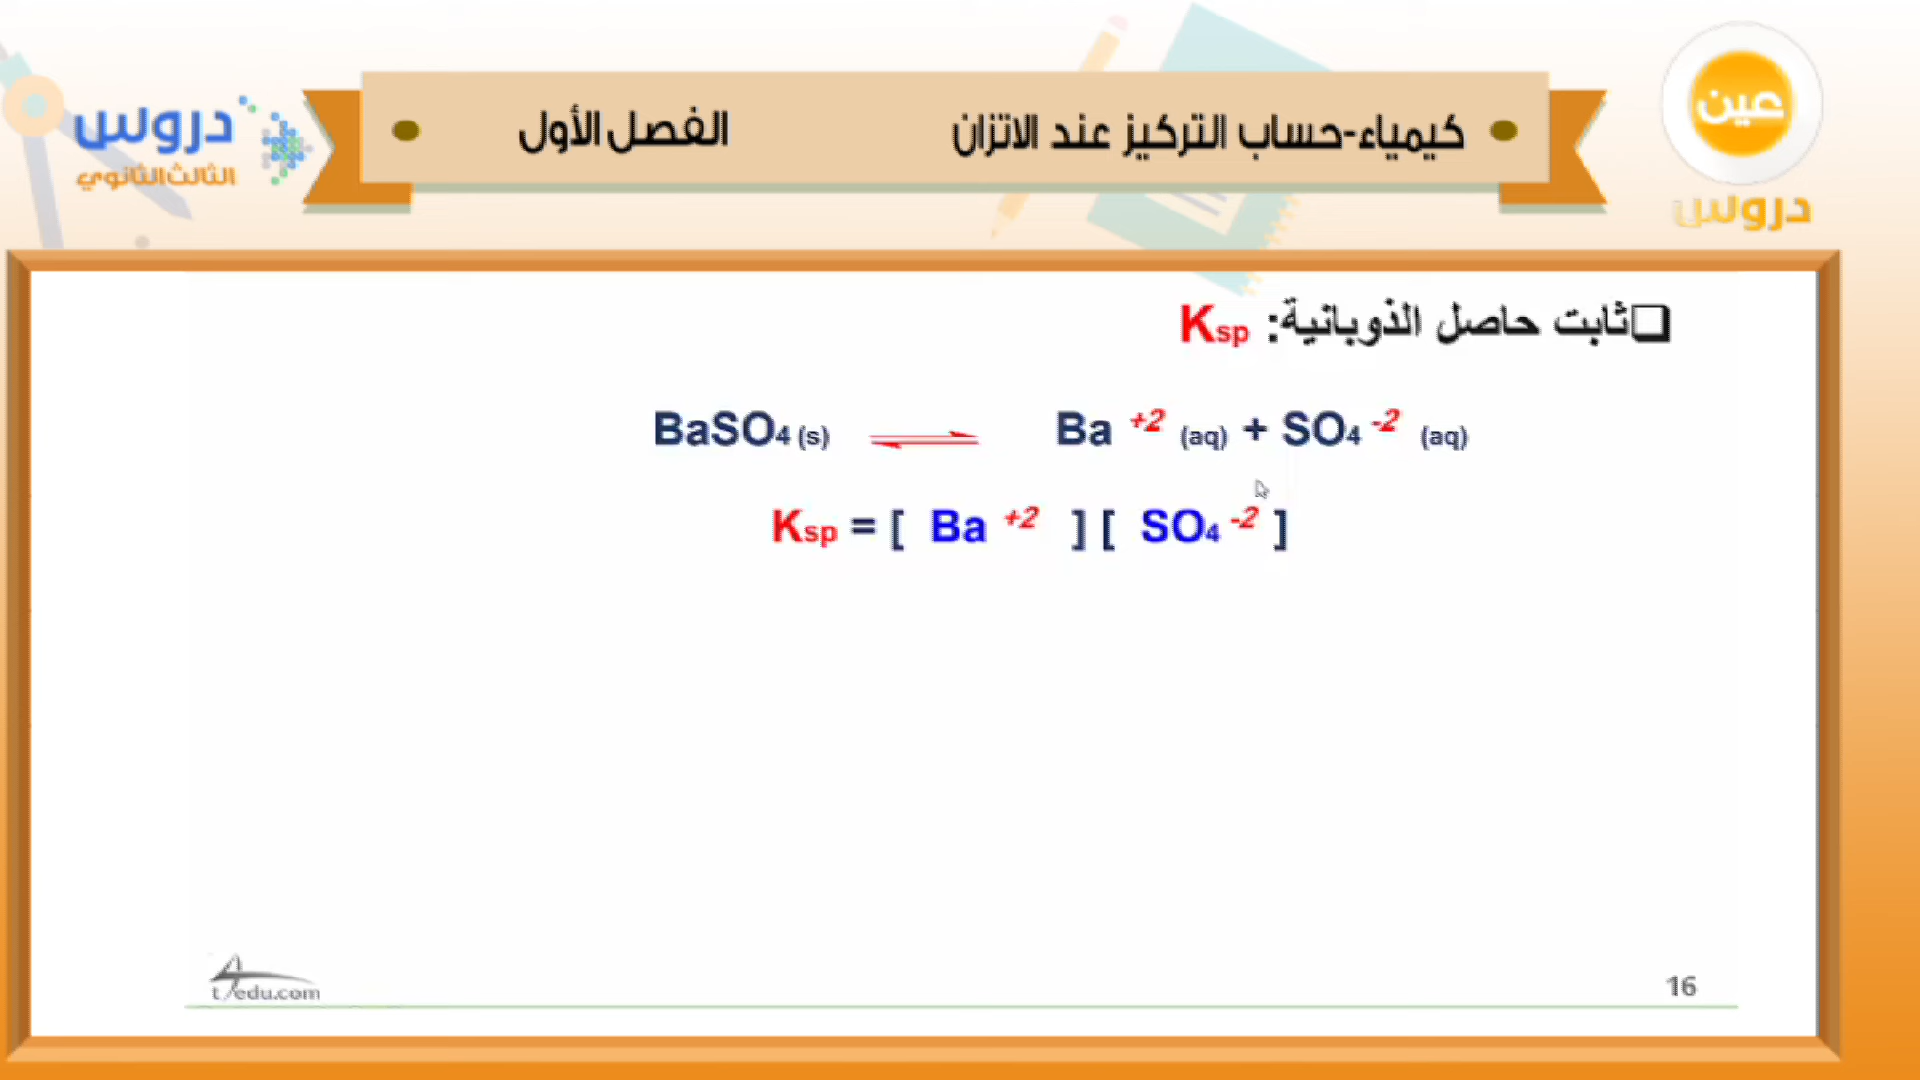 عين
دروس
كيمياء-حساب التركيز عند الاتزان
الفصل الأول
دروس
الثالث الثانوي
ثابت حاصل الذوبانية: Ksp
BaSO4 (s) ⇌ Ba +2 (aq) + SO4 -2 (aq)
Ksp = [ Ba +2 ] [ SO4 -2 ]
t4edu.com
16